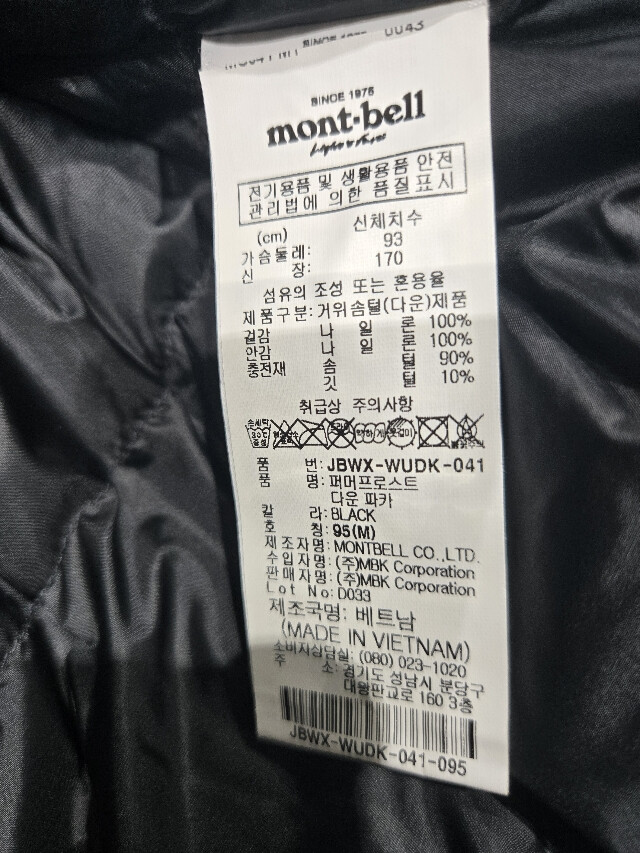 SINCE 1975 0043
SINCE 1975
mont·bell
전기용품 및 생활용품 안전
관리법에 의한 품질표시
(cm) 신체치수
가슴둘레: 93
신 장: 170
섬유의 조성 또는 혼용율
제품구분:거위솜털(다운)제품
겉감 나 일 론 100%
안감 나 일 론 100%
충전재 솜 털 90%
깃 털 10%
취급상 주의사항
손세탁 30℃ 중성
품 번: JBWX-WUDK-041
품 명: 퍼머프로스트
다운 파카
칼 라: BLACK
호 칭: 95(M)
제 조 자 명: MONTBELL CO.,LTD.
수 입 자 명: (주)MBK Corporation
판 매 자 명: (주)MBK Corporation
Lot No: D033
제조국명: 베트남
(MADE IN VIETNAM)
소비자상담실: (080) 023-1020
주 소: 경기도 성남시 분당구
대왕판교로 160 3층
JBWX-WUDK-041-095